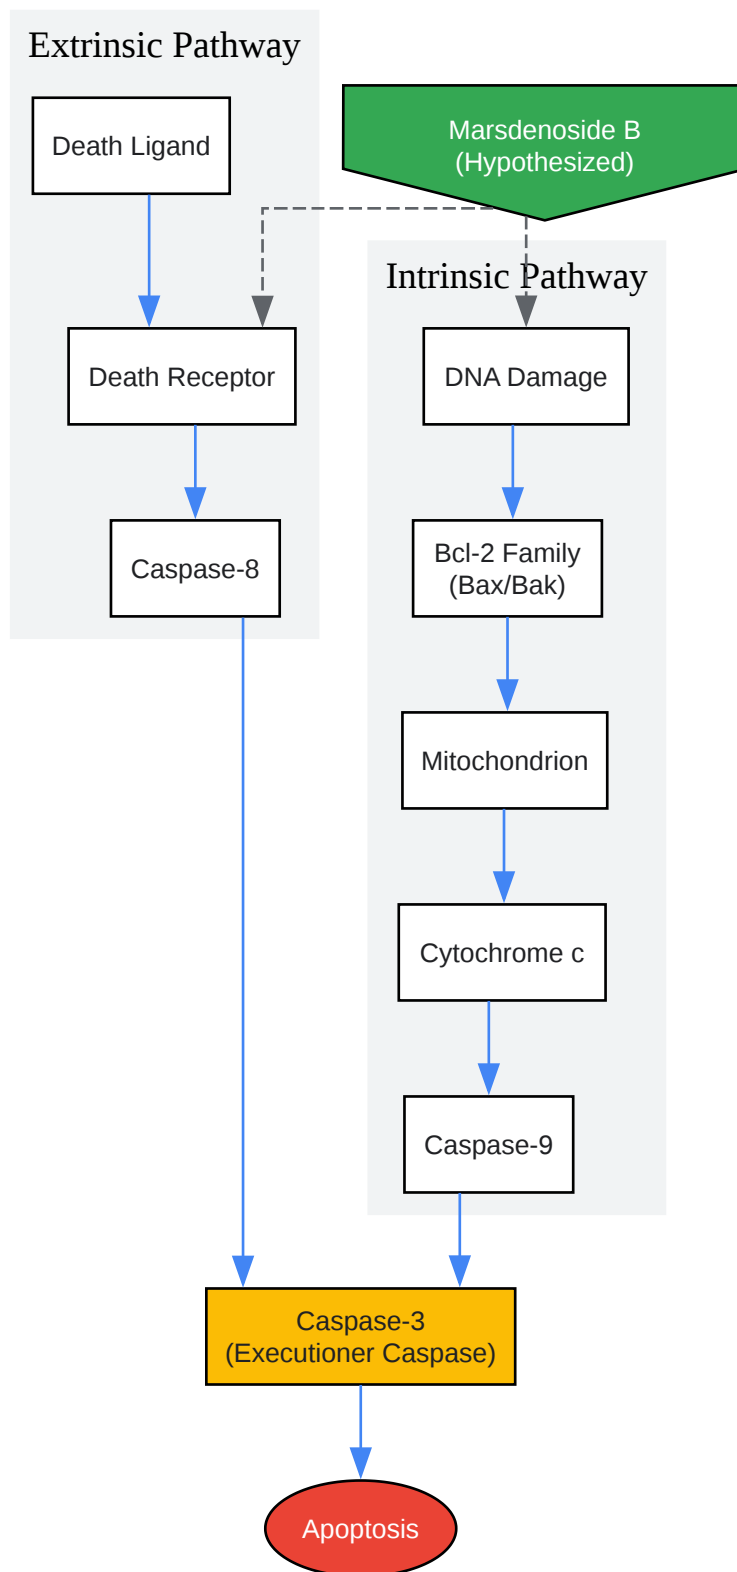 Extrinsic Pathway
Death Ligand
Marsdenoside B
(Hypothesized)
Intrinsic Pathway
Death Receptor
DNA Damage
Caspase-8
Bcl-2 Family
(Bax/Bak)
Mitochondrion
Cytochrome c
Caspase-9
Caspase-3
(Executioner Caspase)
Apoptosis